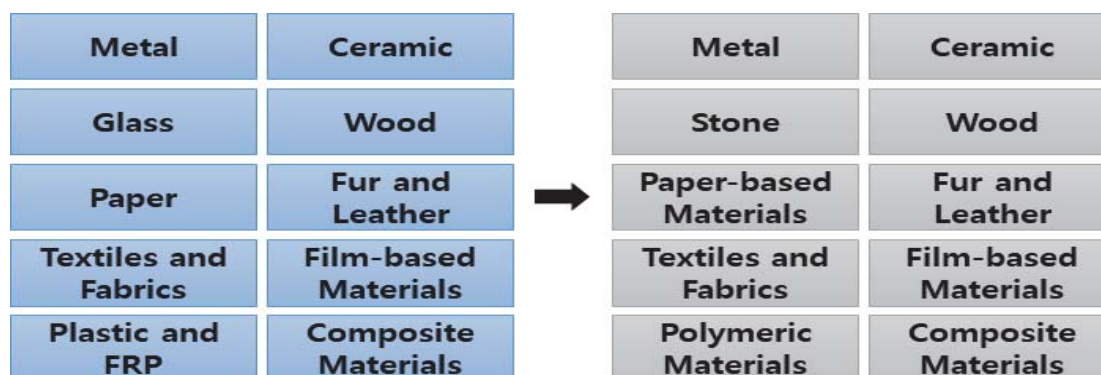 Metal
Ceramic
Metal
Ceramic
Glass
Wood
Stone
Wood
Paper
Fur and
Leather
Paper-based
Materials
Fur and
Leather
Textiles and
Fabrics
Film-based
Materials
Textiles and
Fabrics
Film-based
Materials
Plastic and
FRP
Composite
Materials
Polymeric
Materials
Composite
Materials